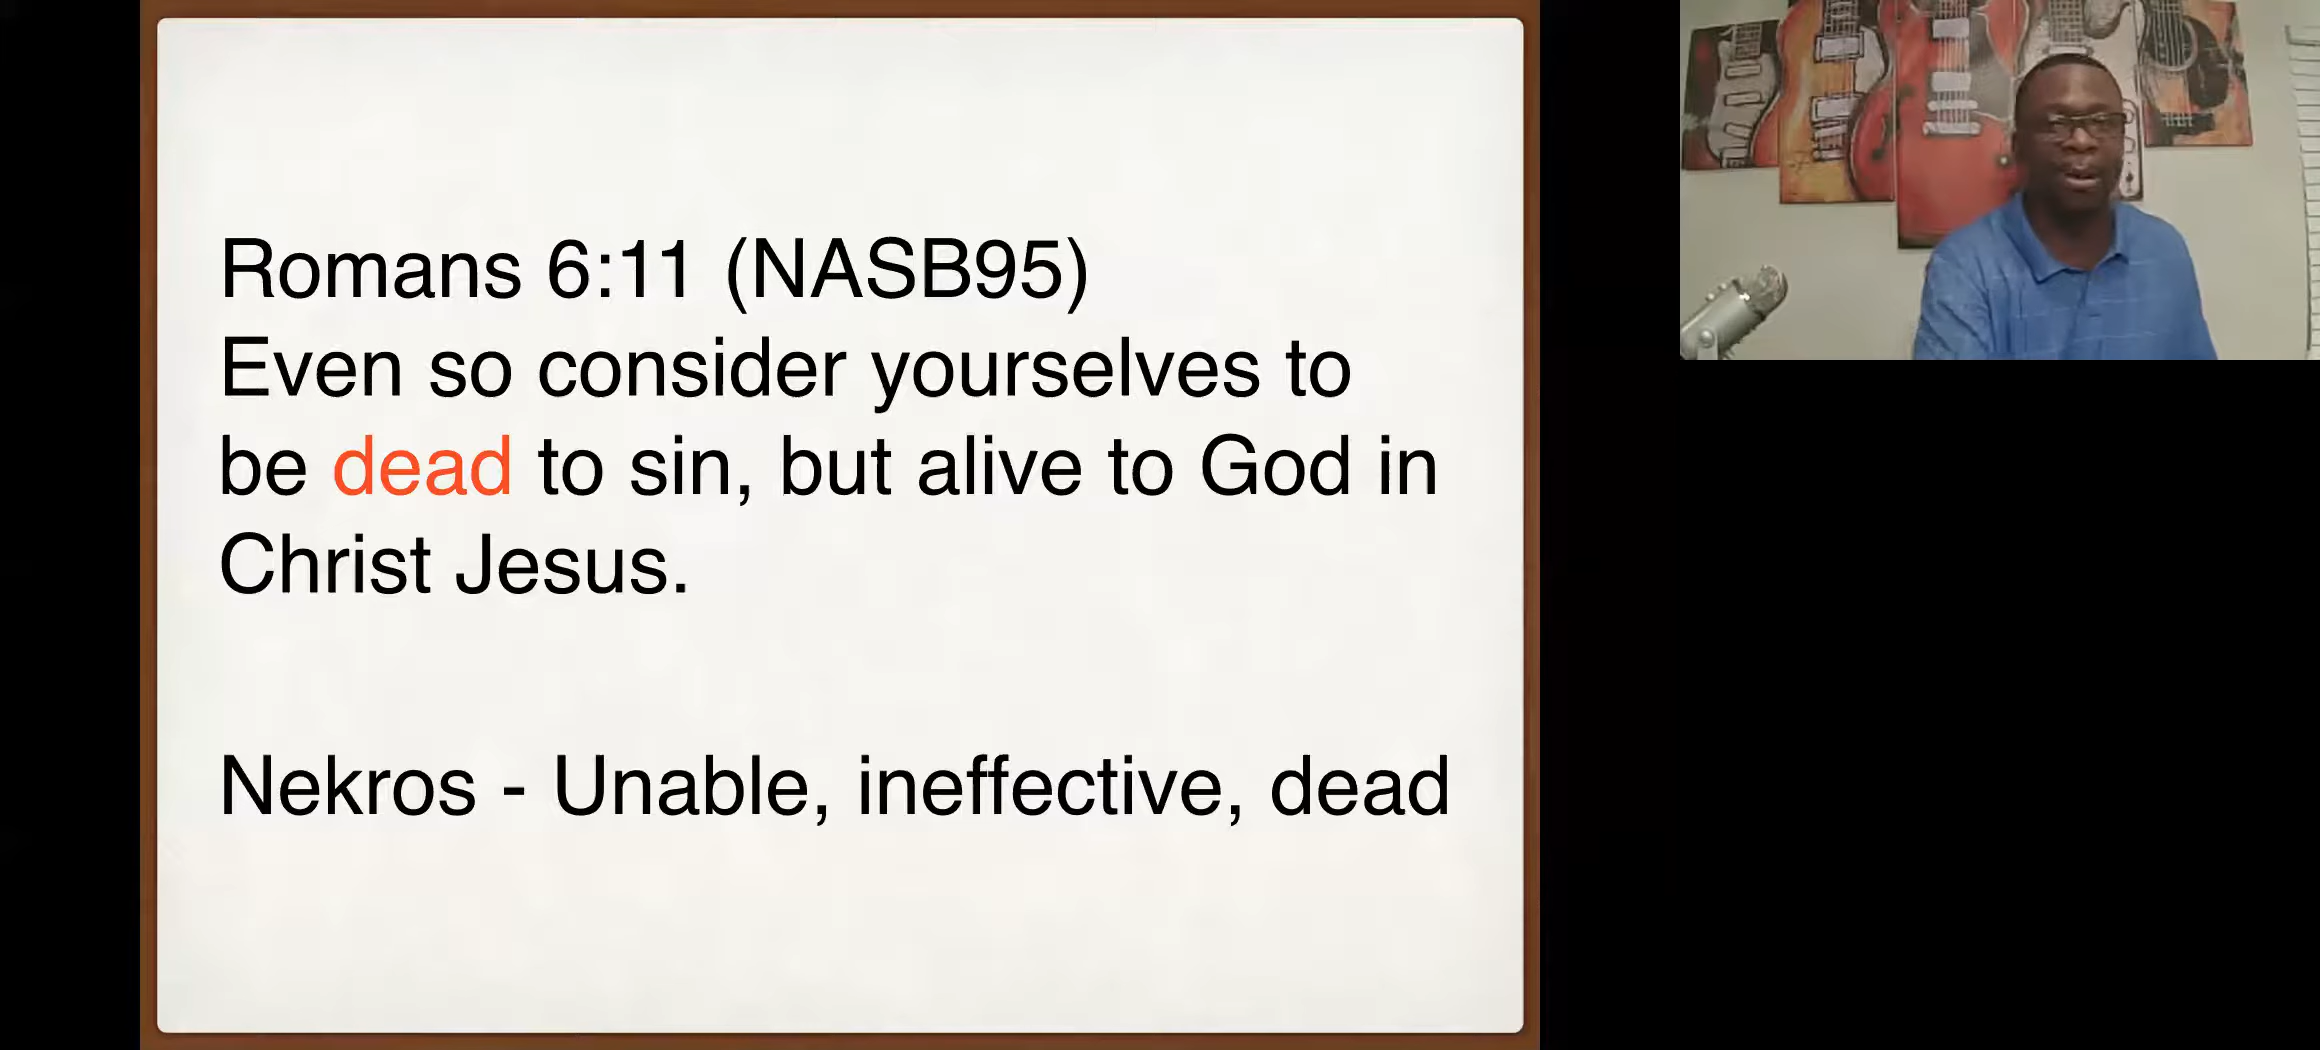 Romans 6:11 (NASB95)
Even so consider yourselves to
be dead to sin, but alive to God in
Christ Jesus.
Nekros - Unable, ineffective, dead